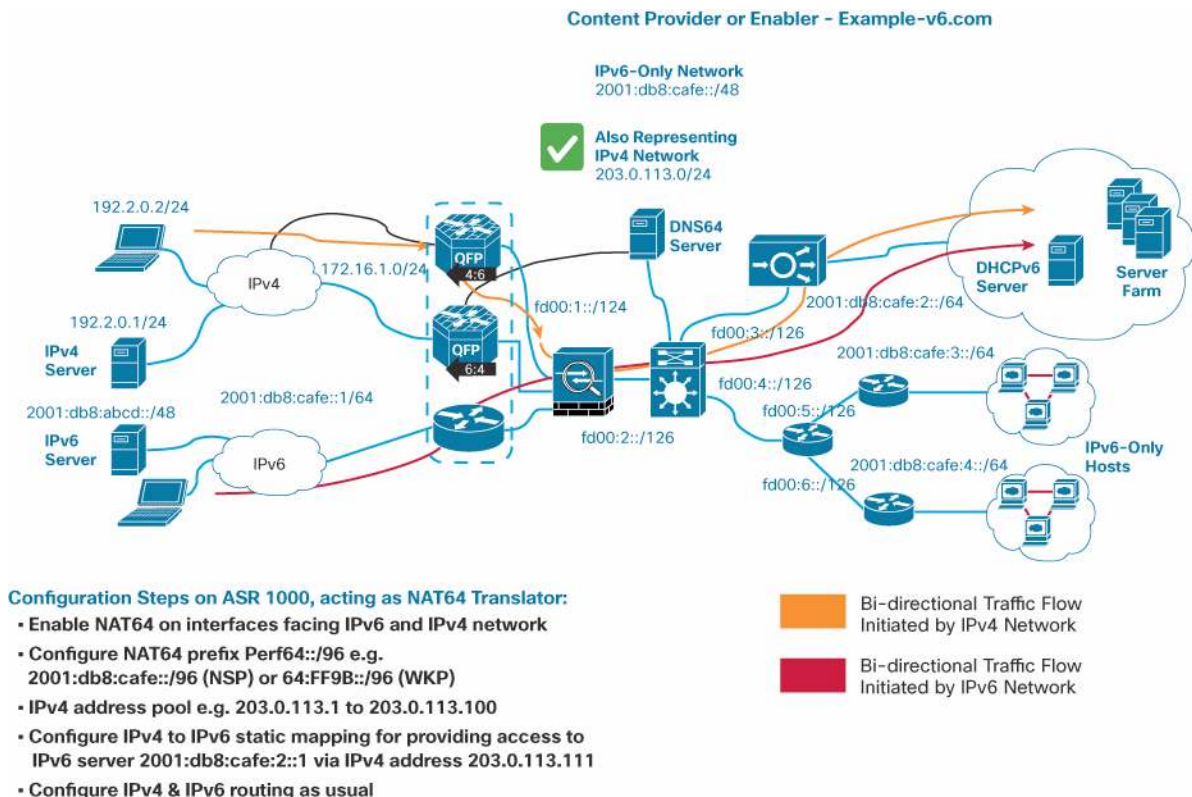 Content Provider or Enabler - Example-v6.com
IPv6-Only Network
2001:db8:cafe::/48
Also Representing
IPv4 Network
203.0.113.0/24
192.2.0.2/24
QFP
4:6
DNS64
Server
IPv4
172.16.1.0/24
DHCPv6
Server
Server
Farm
fd00:1::/124
2001:db8:cafe:2::/64
192.2.0.1/24
IPv4
Server
QFP
6:4
fd00:3::/126
2001:db8:cafe:3::/64
2001:db8:cafe::1/64
fd00:4::/126
2001:db8:abcd::/48
fd00:5::/126
IPv6
Server
IPv6
fd00:2::/126
IPv6-Only
Hosts
2001:db8:cafe:4::/64
fd00:6::/126
Configuration Steps on ASR 1000, acting as NAT64 Translator:
▪ Enable NAT64 on interfaces facing IPv6 and IPv4 network
▪ Configure NAT64 prefix Perf64::/96 e.g.
2001:db8:cafe::/96 (NSP) or 64:FF9B::/96 (WKP)
▪ IPv4 address pool e.g. 203.0.113.1 to 203.0.113.100
▪ Configure IPv4 to IPv6 static mapping for providing access to
IPv6 server 2001:db8:cafe:2::1 via IPv4 address 203.0.113.111
▪ Configure IPv4 & IPv6 routing as usual
Bi-directional Traffic Flow
Initiated by IPv4 Network
Bi-directional Traffic Flow
Initiated by IPv6 Network